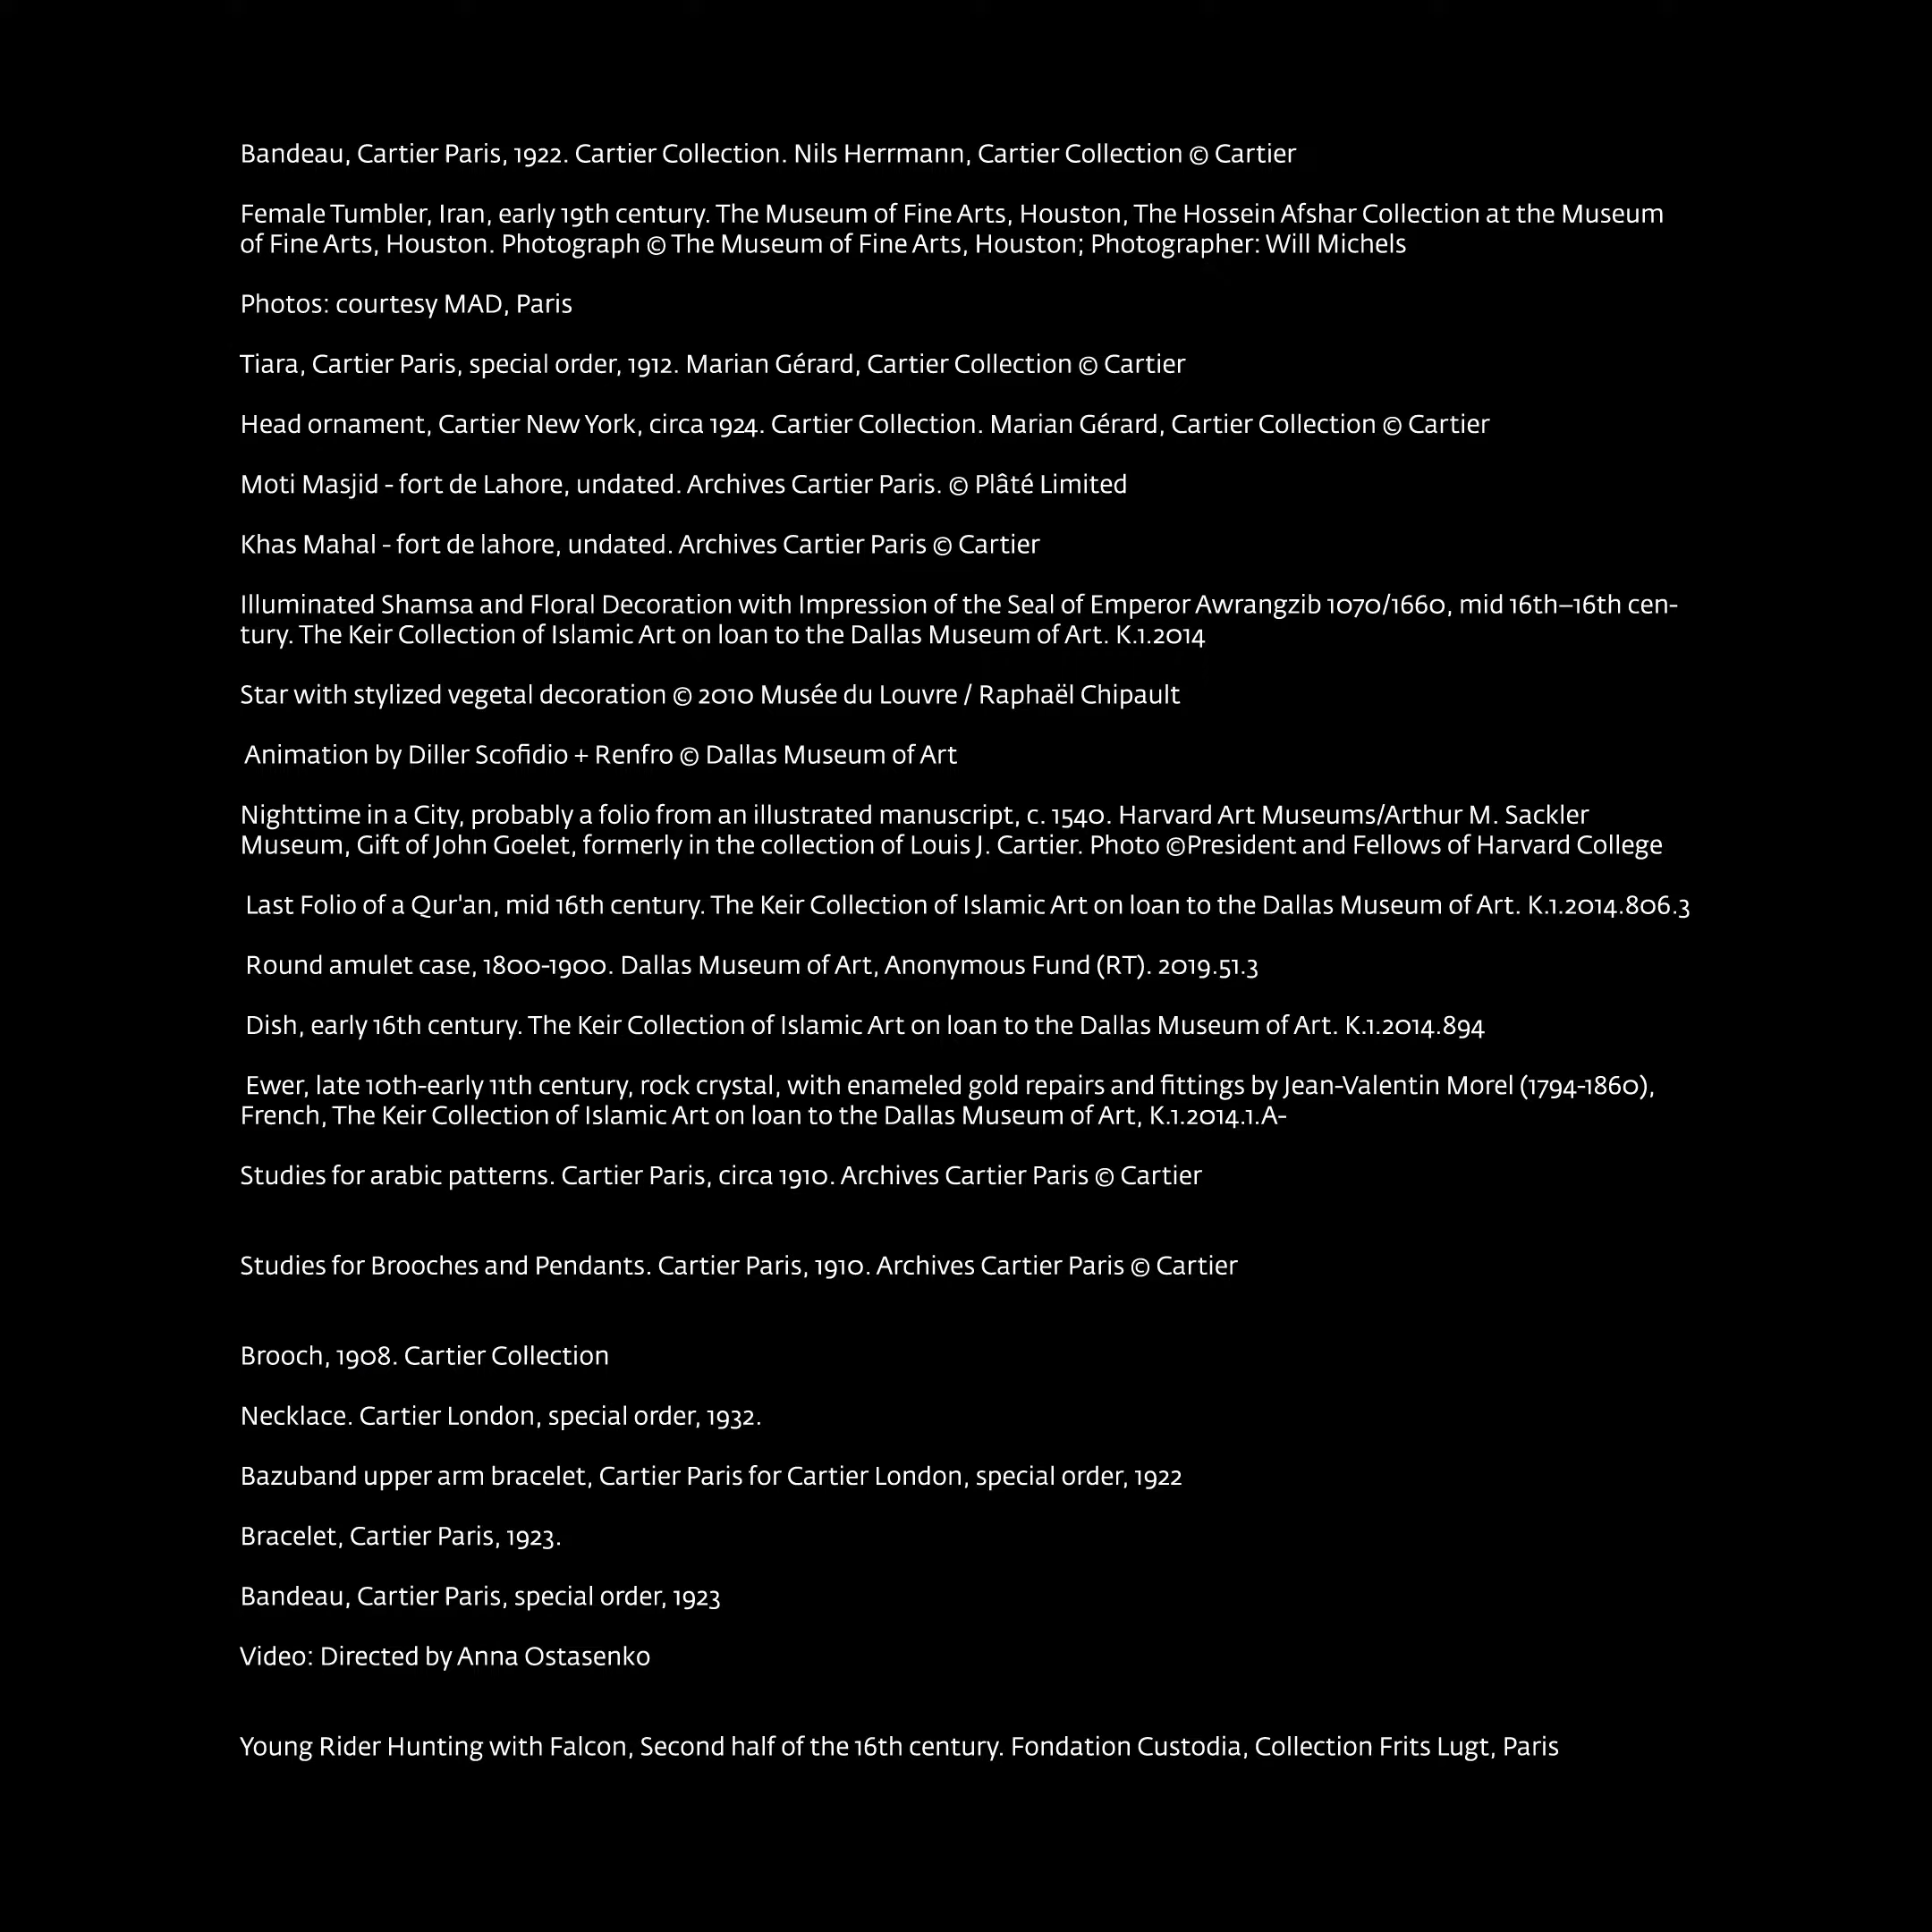 Bandeau, Cartier Paris, 1922. Cartier Collection. Nils Herrmann, Cartier Collection © Cartier
Female Tumbler, Iran, early 19th century. The Museum of Fine Arts, Houston, The Hossein Afshar Collection at the Museum
of Fine Arts, Houston. Photograph © The Museum of Fine Arts, Houston; Photographer: Will Michels
Photos: courtesy MAD, Paris
Tiara, Cartier Paris, special order, 1912. Marian Gérard, Cartier Collection © Cartier
Head ornament, Cartier New York, circa 1924. Cartier Collection. Marian Gérard, Cartier Collection © Cartier
Moti Masjid - fort de Lahore, undated. Archives Cartier Paris. © Plâté Limited
Khas Mahal - fort de lahore, undated. Archives Cartier Paris © Cartier
Illuminated Shamsa and Floral Decoration with Impression of the Seal of Emperor Awrangzib 1070/1660, mid 16th–16th cen-
tury. The Keir Collection of Islamic Art on loan to the Dallas Museum of Art. K.1.2014
Star with stylized vegetal decoration © 2010 Musée du Louvre / Raphaël Chipault
Animation by Diller Scofidio + Renfro © Dallas Museum of Art
Nighttime in a City, probably a folio from an illustrated manuscript, c. 1540. Harvard Art Museums/Arthur M. Sackler
Museum, Gift of John Goelet, formerly in the collection of Louis J. Cartier. Photo ©President and Fellows of Harvard College
Last Folio of a Qur'an, mid 16th century. The Keir Collection of Islamic Art on loan to the Dallas Museum of Art. K.1.2014.806.3
Round amulet case, 1800-1900. Dallas Museum of Art, Anonymous Fund (RT). 2019.51.3
Dish, early 16th century. The Keir Collection of Islamic Art on loan to the Dallas Museum of Art. K.1.2014.894
Ewer, late 10th-early 11th century, rock crystal, with enameled gold repairs and fittings by Jean-Valentin Morel (1794-1860),
French, The Keir Collection of Islamic Art on loan to the Dallas Museum of Art, K.1.2014.1.A-
Studies for arabic patterns. Cartier Paris, circa 1910. Archives Cartier Paris © Cartier
Studies for Brooches and Pendants. Cartier Paris, 1910. Archives Cartier Paris © Cartier
Brooch, 1908. Cartier Collection
Necklace. Cartier London, special order, 1932.
Bazuband upper arm bracelet, Cartier Paris for Cartier London, special order, 1922
Bracelet, Cartier Paris, 1923.
Bandeau, Cartier Paris, special order, 1923
Video: Directed by Anna Ostasenko
Young Rider Hunting with Falcon, Second half of the 16th century. Fondation Custodia, Collection Frits Lugt, Paris